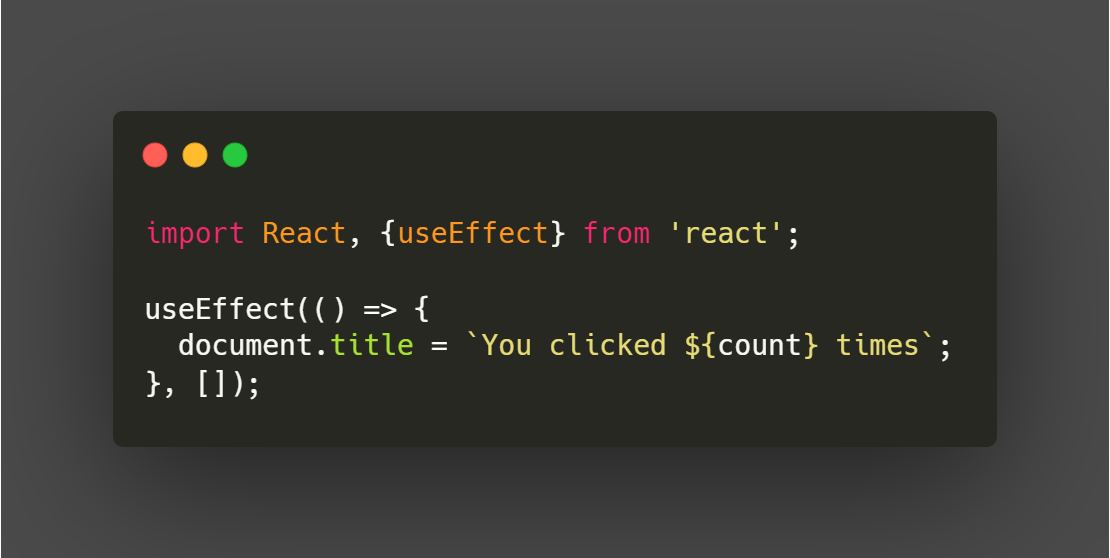 import React, {useEffect} from 'react';
useEffect(() => {
  document.title = `You clicked ${count} times`;
}, []);